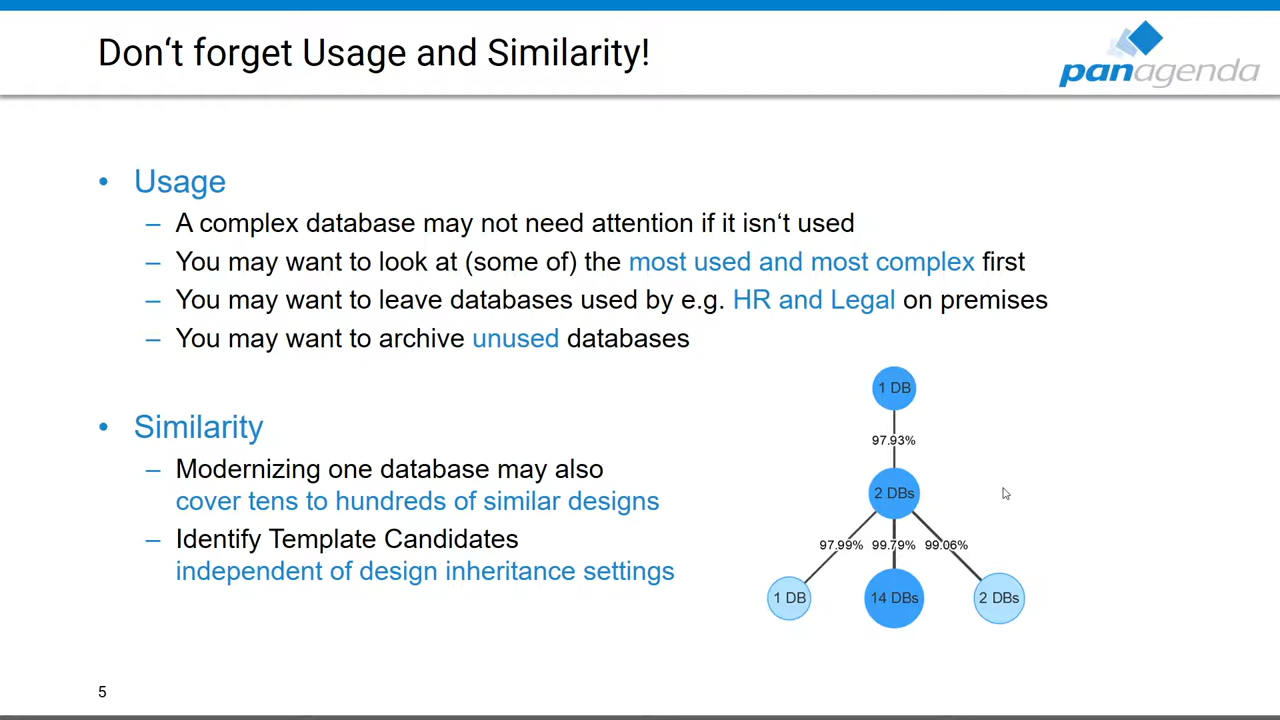 Don‘t forget Usage and Similarity!
panagenda
• Usage
– A complex database may not need attention if it isn‘t used
– You may want to look at (some of) the most used and most complex first
– You may want to leave databases used by e.g. HR and Legal on premises
– You may want to archive unused databases
• Similarity
– Modernizing one database may also
cover tens to hundreds of similar designs
– Identify Template Candidates
independent of design inheritance settings
1 DB
97.93%
2 DBs
97.99% 99.79% 99.06%
1 DB 14 DBs 2 DBs
5